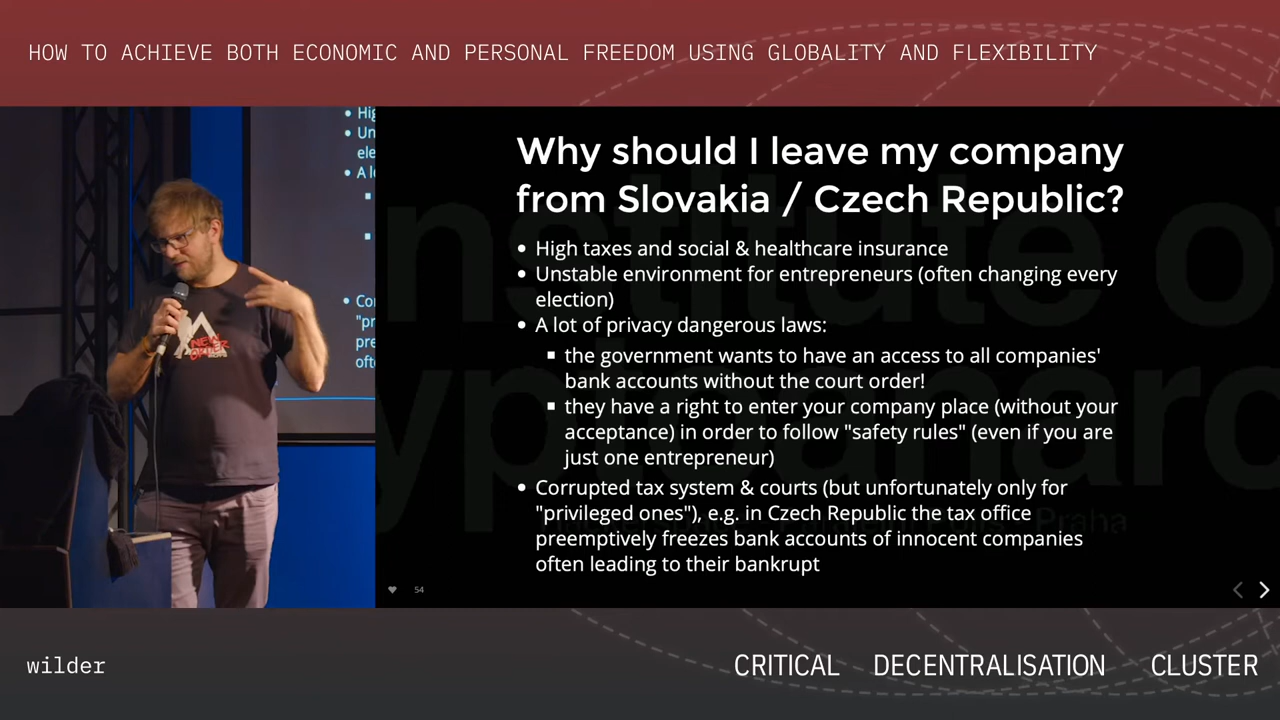 HOW TO ACHIEVE BOTH ECONOMIC AND PERSONAL FREEDOM USING GLOBALITY AND FLEXIBILITY
Why should I leave my company
from Slovakia / Czech Republic?
• High taxes and social & healthcare insurance
• Unstable environment for entrepreneurs (often changing every
election)
• A lot of privacy dangerous laws:
▪ the government wants to have an access to all companies'
bank accounts without the court order!
▪ they have a right to enter your company place (without your
acceptance) in order to follow "safety rules" (even if you are
just one entrepreneur)
• Corrupted tax system & courts (but unfortunately only for
"privileged ones"), e.g. in Czech Republic the tax office
preemptively freezes bank accounts of innocent companies
often leading to their bankrupt
Praha
54
NEW
ORDER
wilder
CRITICAL DECENTRALISATION CLUSTER